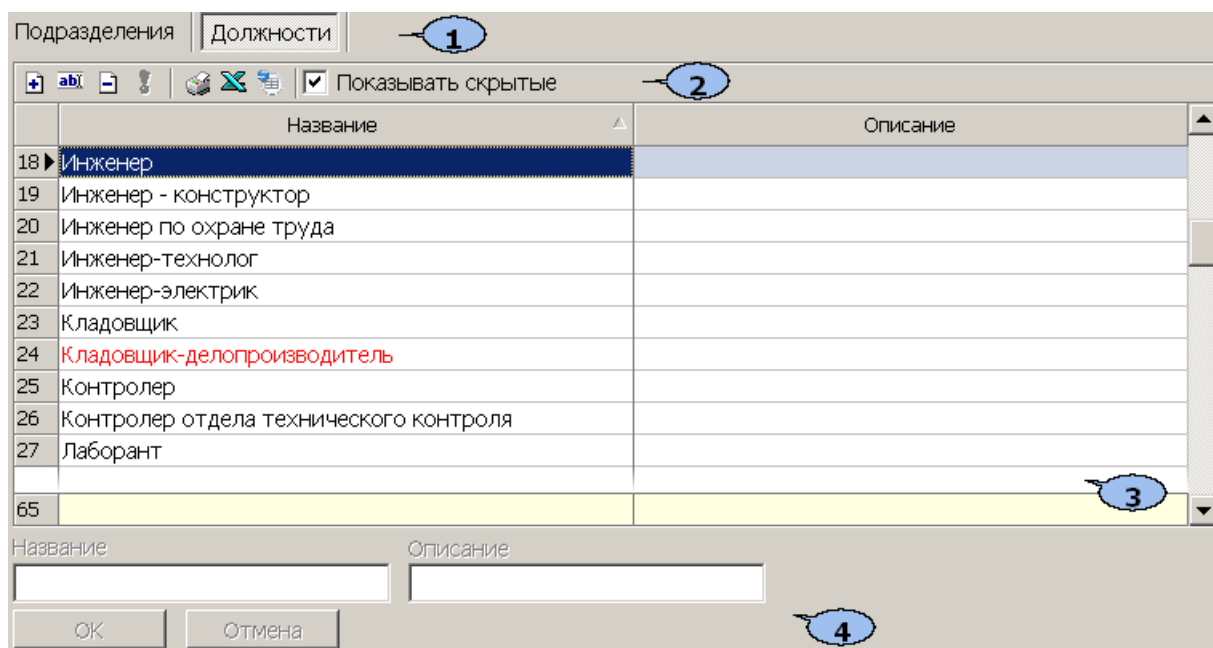 Подразделения Должности 1
abI Показывать скрытые 2
Название Описание
18 Инженер
19 Инженер - конструктор
20 Инженер по охране труда
21 Инженер-технолог
22 Инженер-электрик
23 Кладовщик
24 Кладовщик-делопроизводитель
25 Контролер
26 Контролер отдела технического контроля
27 Лаборант
3
65
Название Описание
ОК Отмена 4